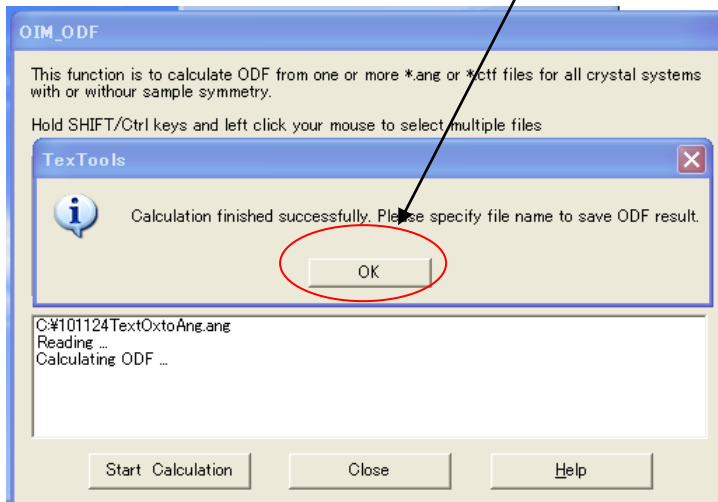 OIM_ODF
This function is to calculate ODF from one or more *.ang or *.ctf files for all crystal systems
with or withour sample symmetry.
Hold SHIFT/Ctrl keys and left click your mouse to select multiple files
TexTools
Calculation finished successfully. Please specify file name to save ODF result.
OK
C:¥101124TextOxtoAng.ang
Reading ...
Calculating ODF ...
Start Calculation
Close
Help